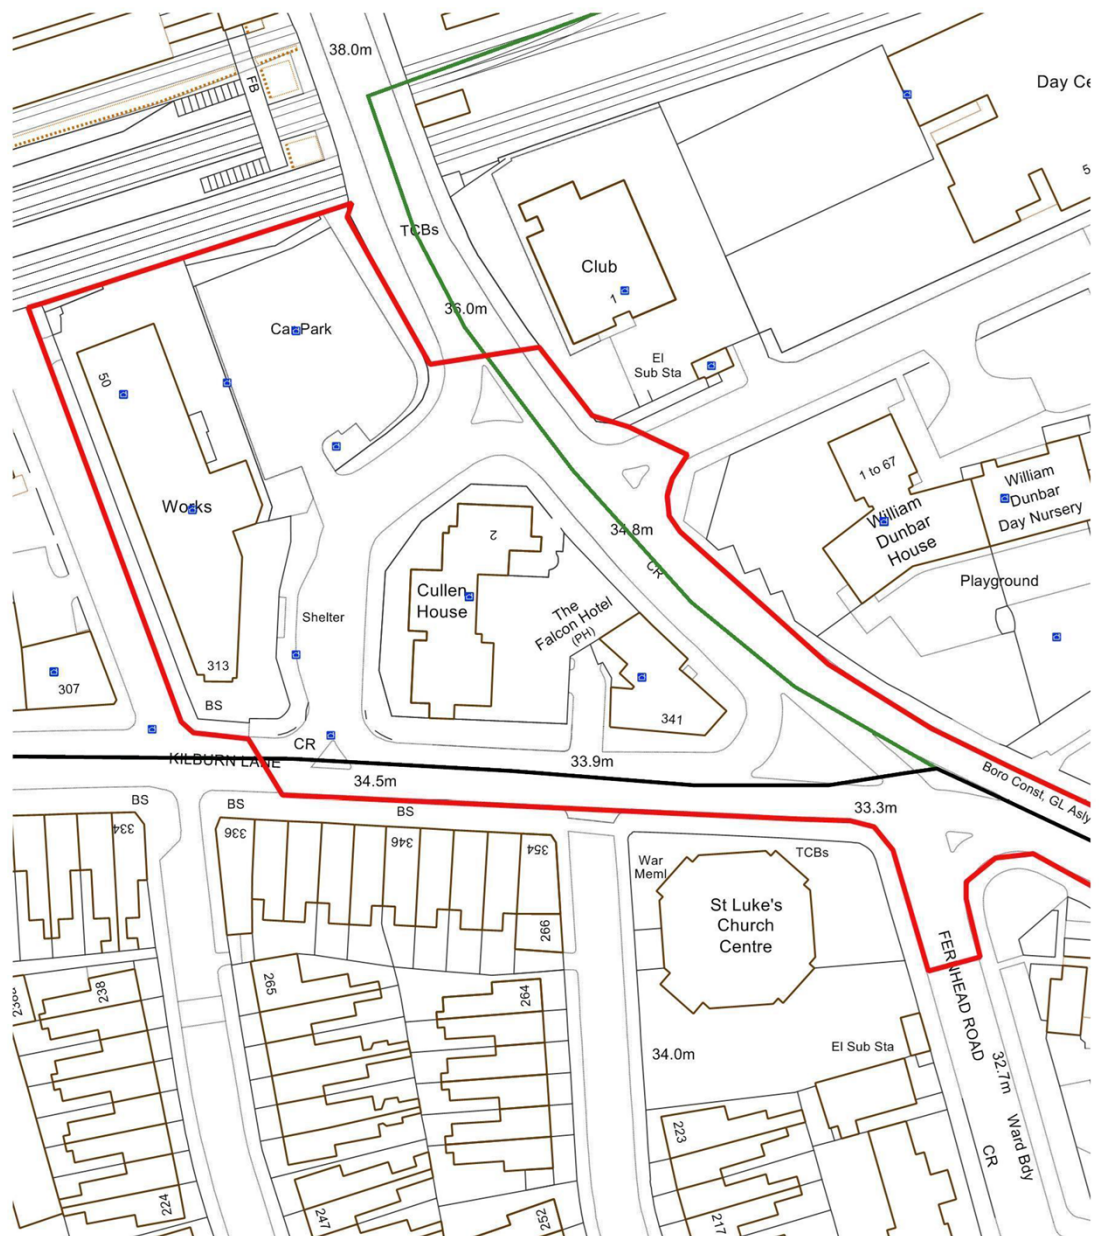 38.0m
FB
Day Ce
5
TCBs
Club
1
36.0m
Car Park
El
Sub Sta
50
1 to 67
William
Dunbar
Day Nursery
William
Dunbar
House
Works
2
34.8m
CR
Cullen
House
The
Falcon Hotel
(PH)
Playground
Shelter
313
307
BS
341
CR
KILBURN LANE
33.9m
34.5m
Boro Const, GL Asly
BS
BS
BS
33.3m
334
336
346
354
TCBs
War
Meml
St Luke's
Church
Centre
266
FERNHEAD ROAD
238
265
264
El Sub Sta
34.0m
32.7m
Ward Bdy
CR
223
224
247
252
217